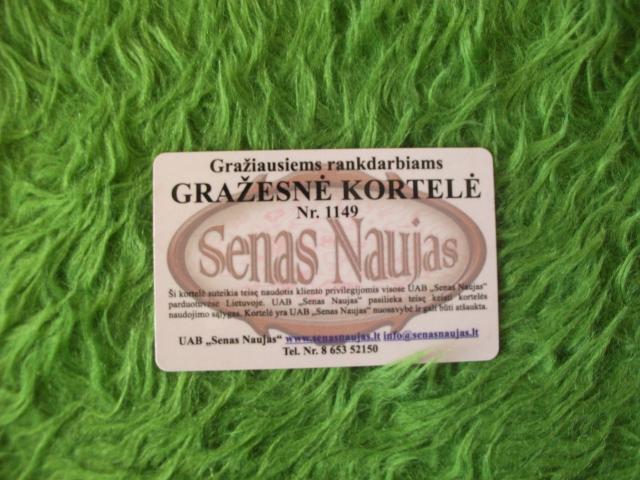 Gražiausiems rankdarbiams
GRAŽESNĖ KORTELĖ
Nr. 1149
Senas Naujas
Ši kortelė suteikia teisę naudotis kliento privilegijomis visose UAB „Senas Naujas"
parduotuvėse Lietuvoje. UAB „Senas Naujas" pasilieka teisę keisti kortelės
naudojimo sąlygas. Kortelė yra UAB „Senas Naujas" nuosavybė ir gali būti atšaukta.
UAB „Senas Naujas" www.senasnaujas.lt info@senasnaujas.lt
Tel. Nr. 8 653 52150